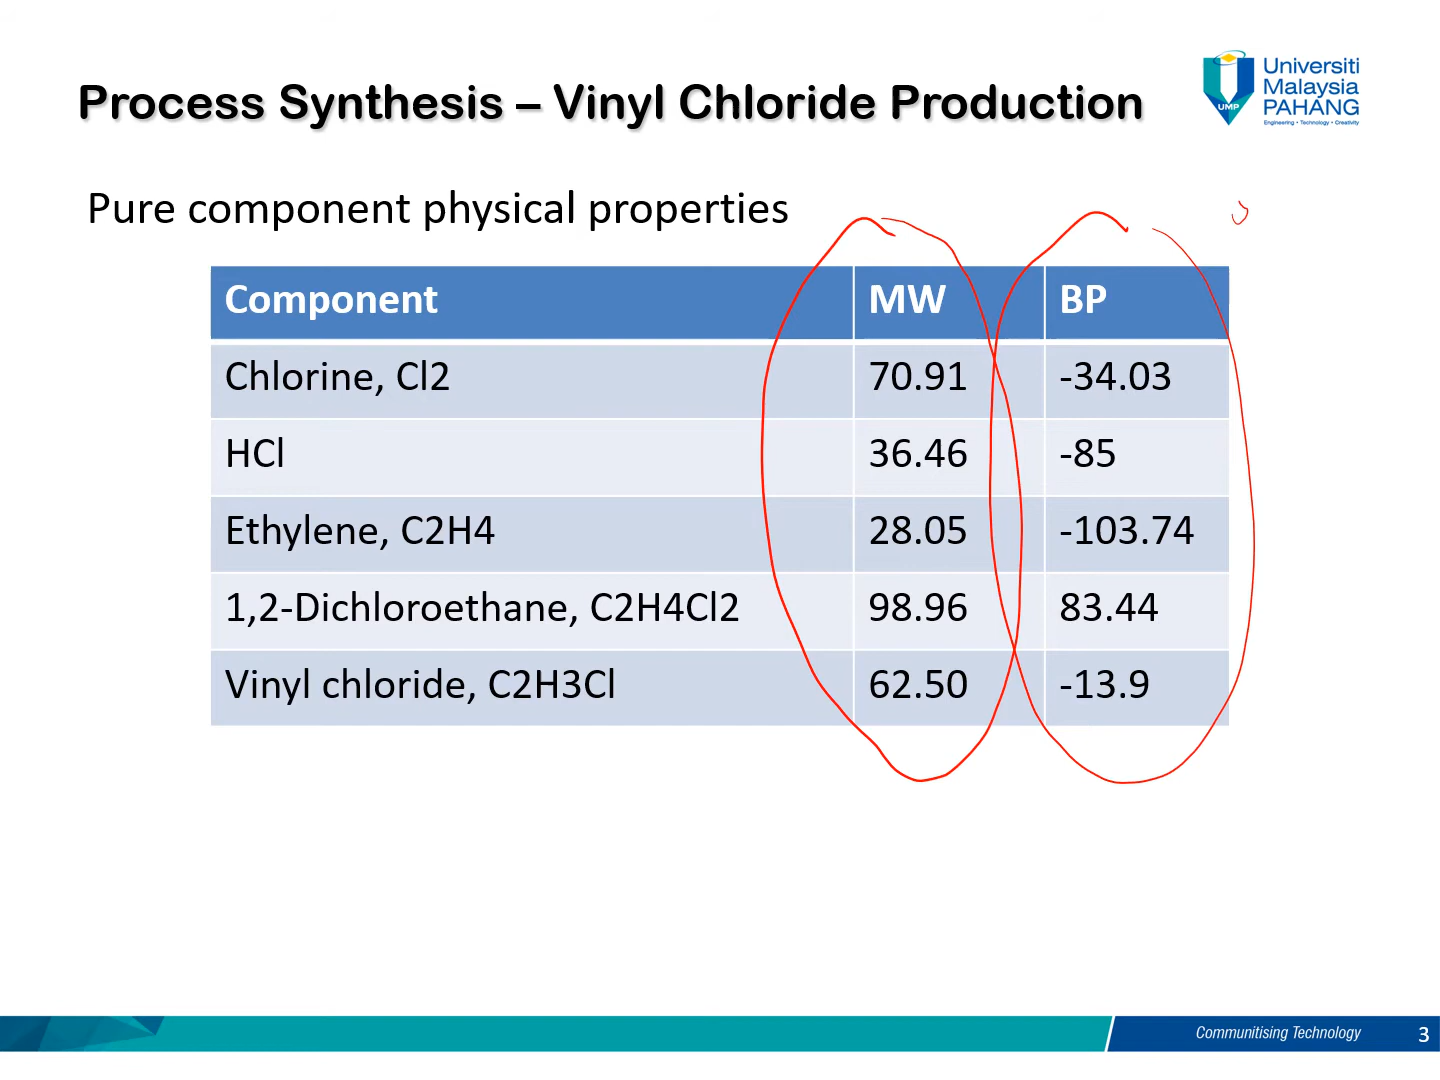 Process Synthesis – Vinyl Chloride Production
Universiti
Malaysia
PAHANG
Engineering • Technology • Creativity
UMP
Pure component physical properties
Component MW BP
Chlorine, Cl2 70.91 -34.03
HCl 36.46 -85
Ethylene, C2H4 28.05 -103.74
1,2-Dichloroethane, C2H4Cl2 98.96 83.44
Vinyl chloride, C2H3Cl 62.50 -13.9
Communitising Technology 3